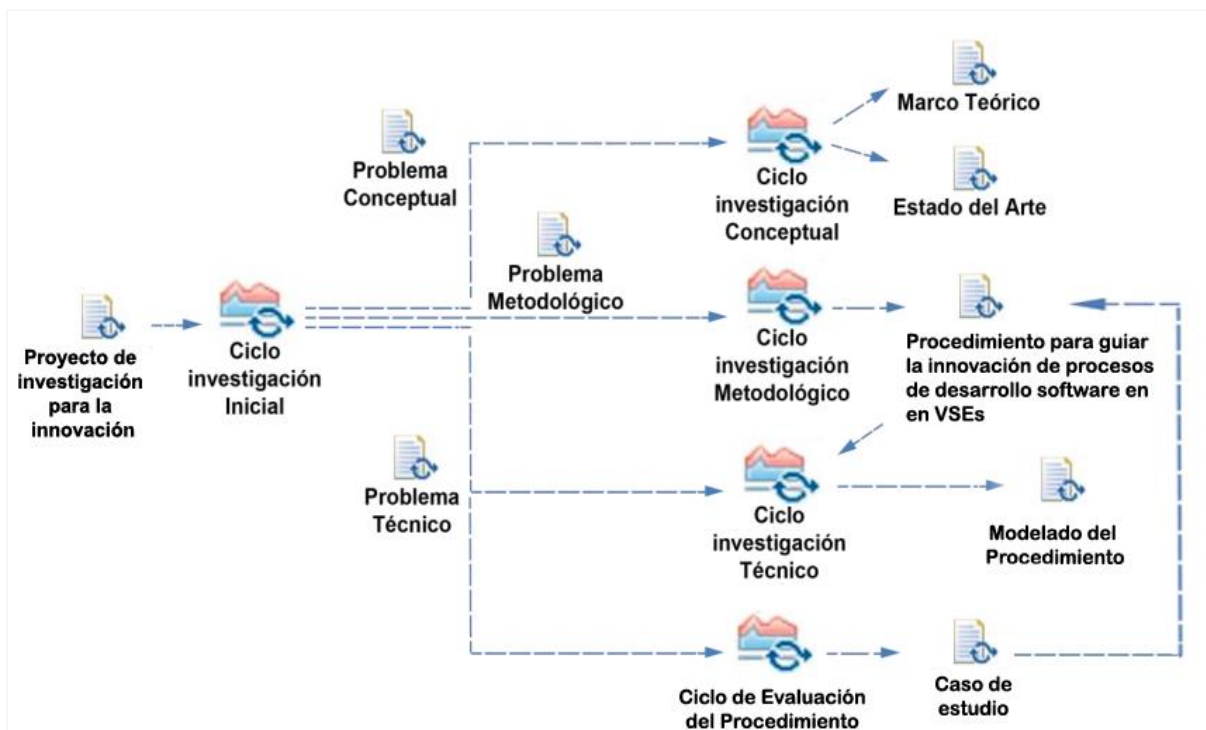 Marco Teórico
Problema
Conceptual
Ciclo
investigación
Conceptual
Estado del Arte
Problema
Metodológico
Proyecto de
investigación
para la
innovación
Ciclo
investigación
Inicial
Ciclo
investigación
Metodológico
Procedimiento para guiar
la innovación de procesos
de desarrollo software en
en VSEs
Problema
Técnico
Ciclo
investigación
Técnico
Modelado del
Procedimiento
Ciclo de Evaluación
del Procedimiento
Caso de
estudio